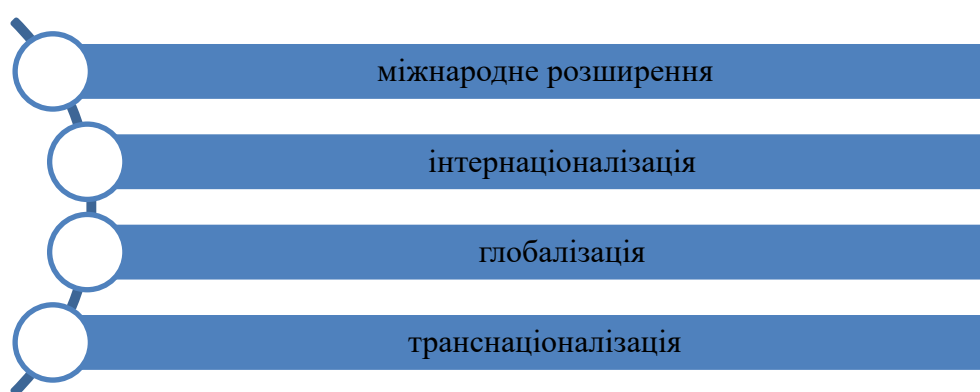 міжнародне розширення
інтернаціоналізація
глобалізація
транснаціоналізація